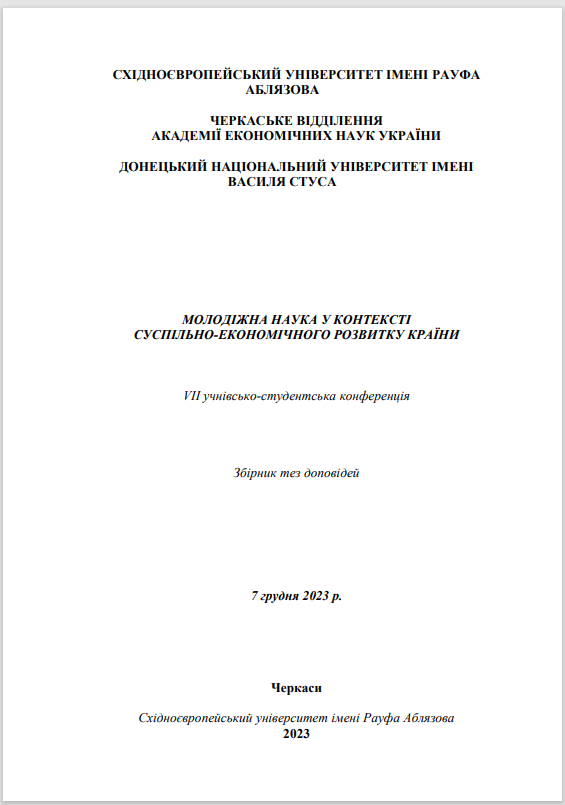 СХІДНОЄВРОПЕЙСЬКИЙ УНІВЕРСИТЕТ ІМЕНІ РАУФА
АБЛЯЗОВА
ЧЕРКАСЬКЕ ВІДДІЛЕННЯ
АКАДЕМІЇ ЕКОНОМІЧНИХ НАУК УКРАЇНИ
ДОНЕЦЬКИЙ НАЦІОНАЛЬНИЙ УНІВЕРСИТЕТ ІМЕНІ
ВАСИЛЯ СТУСА
МОЛОДІЖНА НАУКА У КОНТЕКСТІ
СУСПІЛЬНО-ЕКОНОМІЧНОГО РОЗВИТКУ КРАЇНИ
VII учнівсько-студентська конференція
Збірник тез доповідей
7 грудня 2023 р.
Черкаси
Східноєвропейський університет імені Рауфа Аблязова
2023